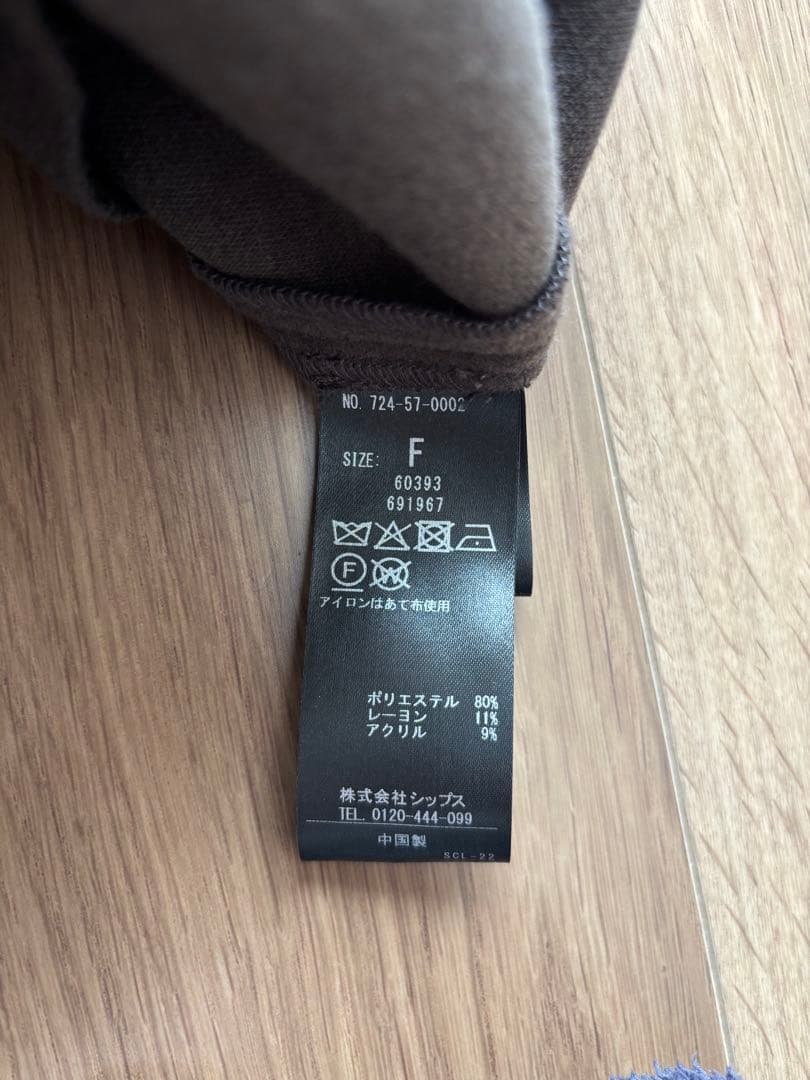 NO. 724-57-0002
SIZE: F
60393
691967
F W
アイロンはあて布使用
ポリエステル 80%
レーヨン 11%
アクリル 9%
株式会社シップス
TEL. 0120-444-099
中国製
SCL-22